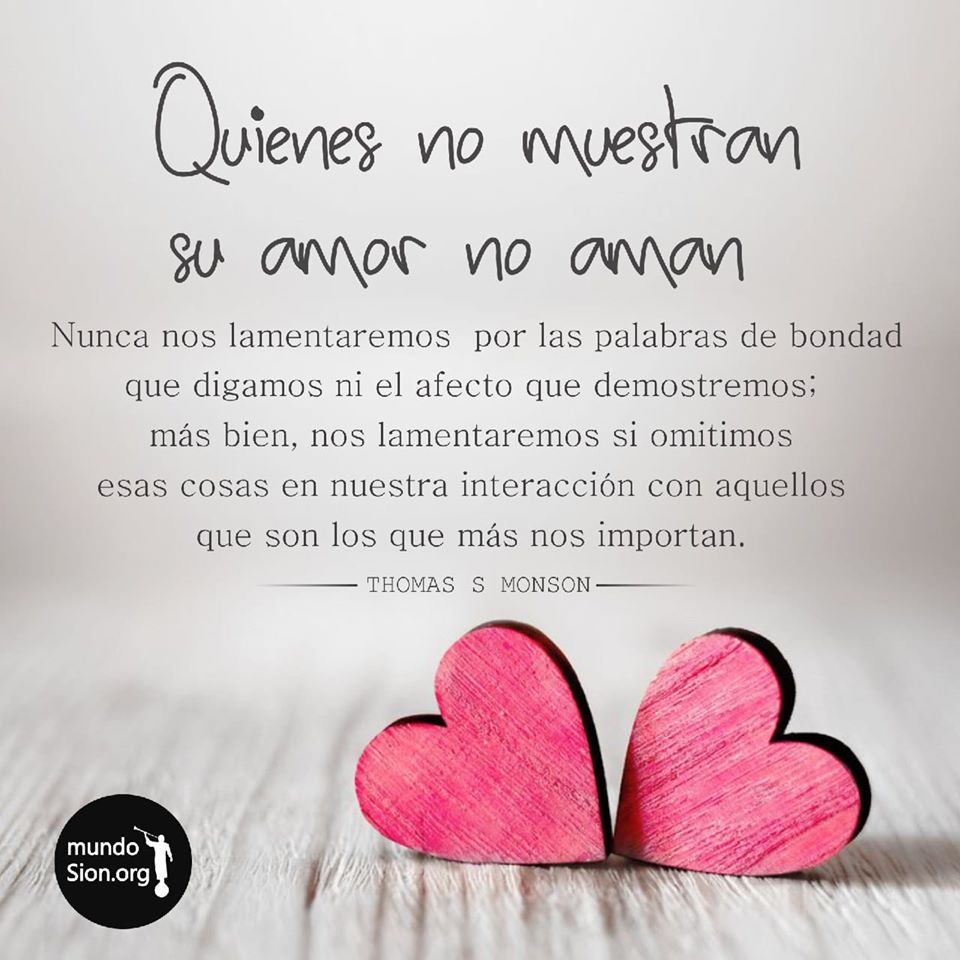 Quienes no muestran
su amor no aman
Nunca nos lamentaremos por las palabras de bondad
que digamos ni el afecto que demostremos;
más bien, nos lamentaremos si omitimos
esas cosas en nuestra interacción con aquellos
que son los que más nos importan.
THOMAS S MONSON
mundo
Sion.org